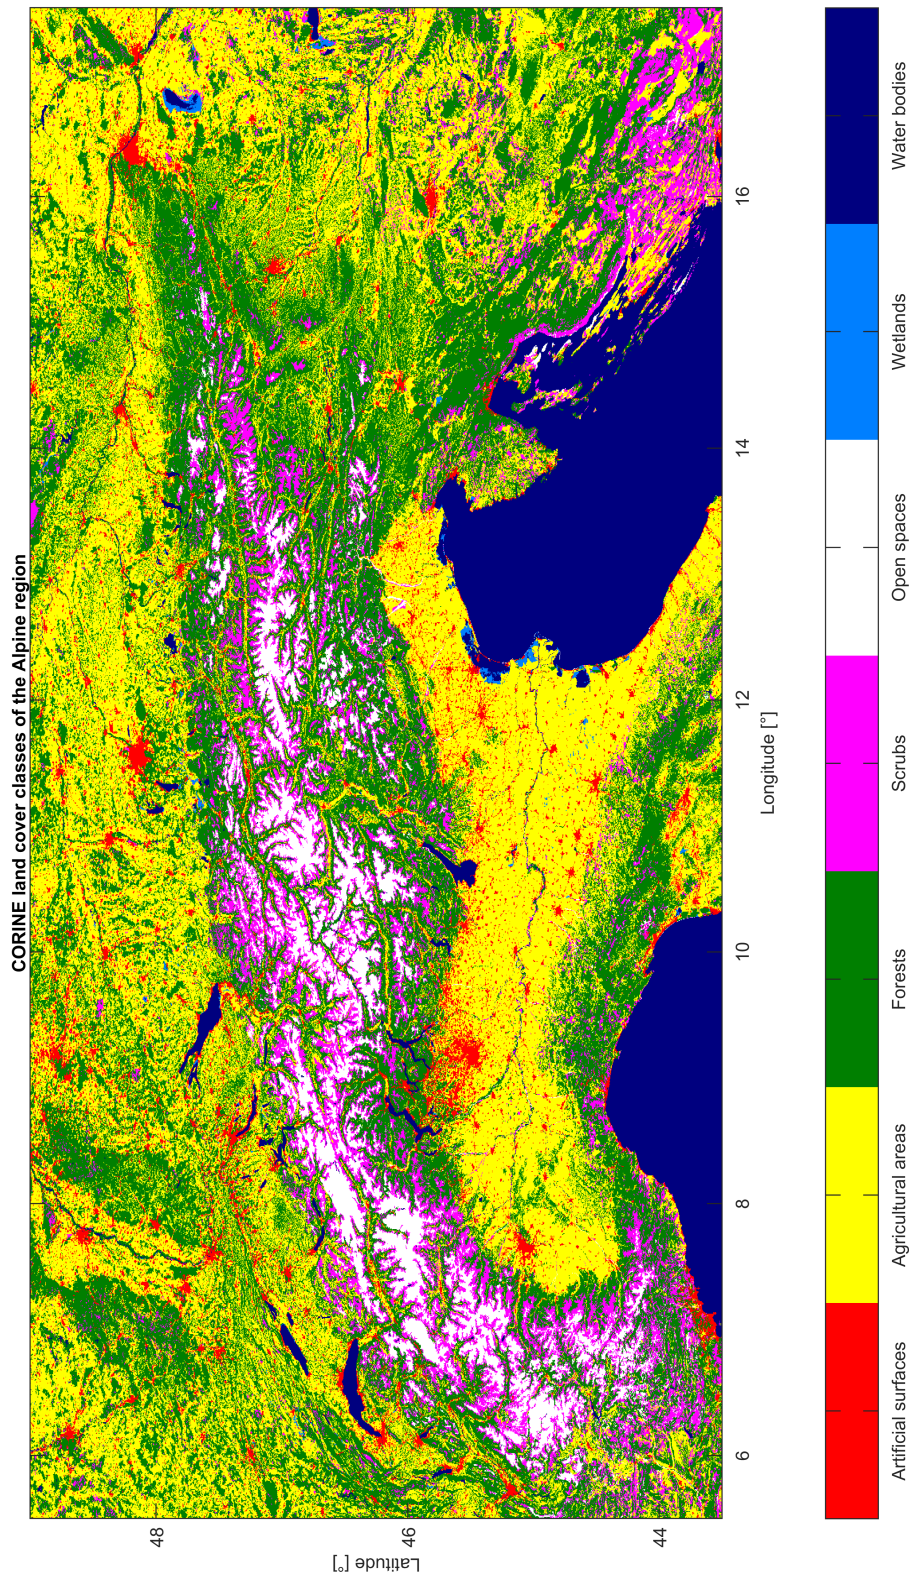 CORINE land cover classes of the Alpine region
48
46
44
Latitude [°]
6
8
10
12
14
16
Longitude [°]
Artificial surfaces
Agricultural areas
Forests
Scrubs
Open spaces
Wetlands
Water bodies